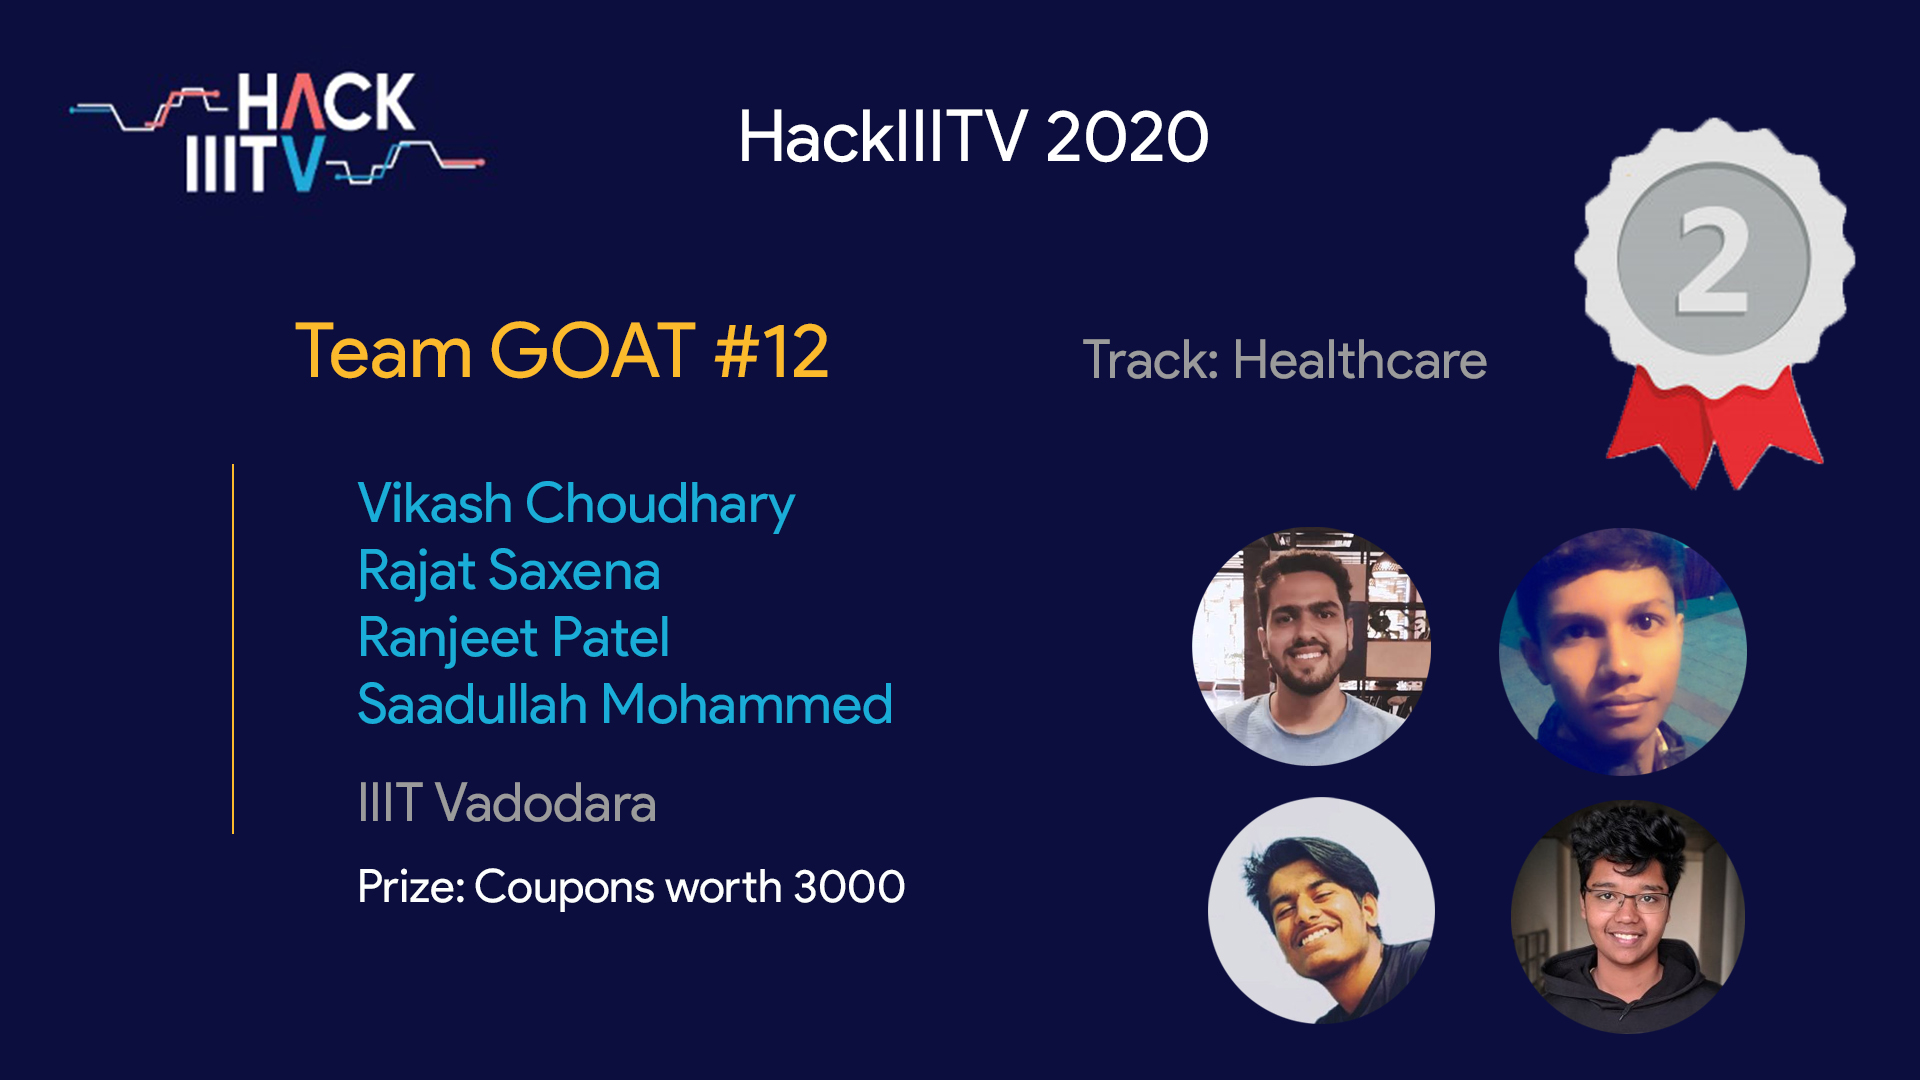 HACK
IIITV
HackIIITV 2020
2
Team GOAT #12
Track: Healthcare
Vikash Choudhary
Rajat Saxena
Ranjeet Patel
Saadullah Mohammed
IIIT Vadodara
Prize: Coupons worth 3000